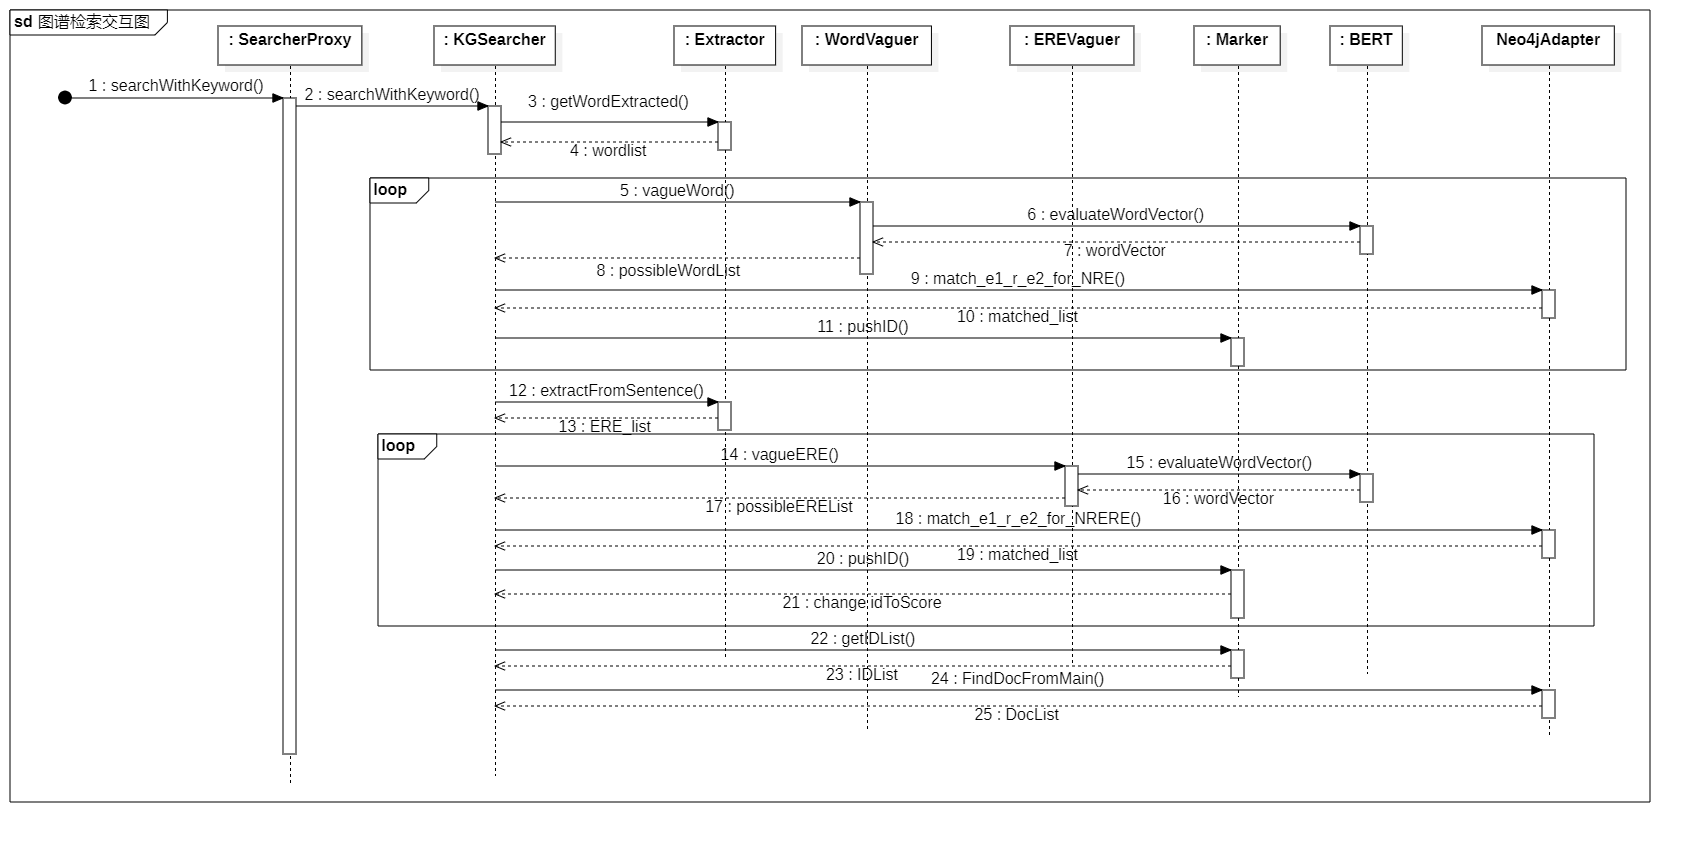 sd 图谱检索交互图
: SearcherProxy
: KGSearcher
: Extractor
: WordVaguer
: EREVaguer
: Marker
: BERT
Neo4jAdapter
1 : searchWithKeyword()
2 : searchWithKeyword()
3 : getWordExtracted()
4 : wordlist
loop
5 : vagueWord()
6 : evaluateWordVector()
7 : wordVector
8 : possibleWordList
9 : match_e1_r_e2_for_NRE()
10 : matched_list
11 : pushID()
12 : extractFromSentence()
13 : ERE_list
loop
14 : vagueERE()
15 : evaluateWordVector()
16 : wordVector
17 : possibleEREList
18 : match_e1_r_e2_for_NRERE()
19 : matched_list
20 : pushID()
21 : change idToScore
22 : getIDList()
23 : IDList
24 : FindDocFromMain()
25 : DocList